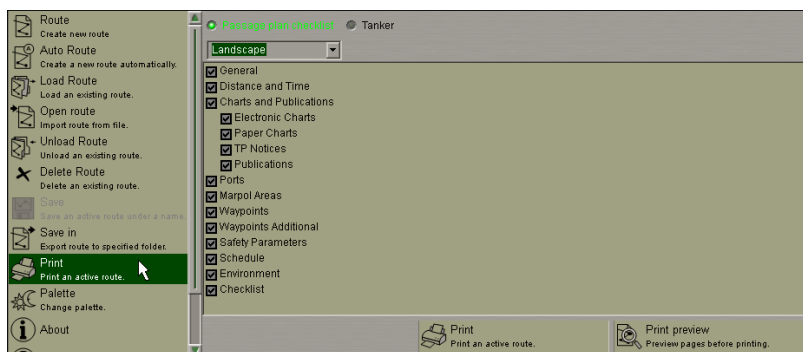 Route
Create new route
Auto Route
Create a new route automatically.
Load Route
Load an existing route.
Open route
Import route from file.
Unload Route
Unload an existing route.
Delete Route
Delete an existing route.
Save
Save an active route under a name.
Save in
Export route to specified folder.
Print
Print an active route.
Palette
Change palette.
About
Tanker
Landscape
General
Distance and Time
Charts and Publications
Electronic Charts
Paper Charts
TP Notices
Publications
Ports
Marpol Areas
Waypoints
Waypoints Additional
Safety Parameters
Schedule
Environment
Checklist
Print
Print an active route.
Print preview
Preview pages before printing.